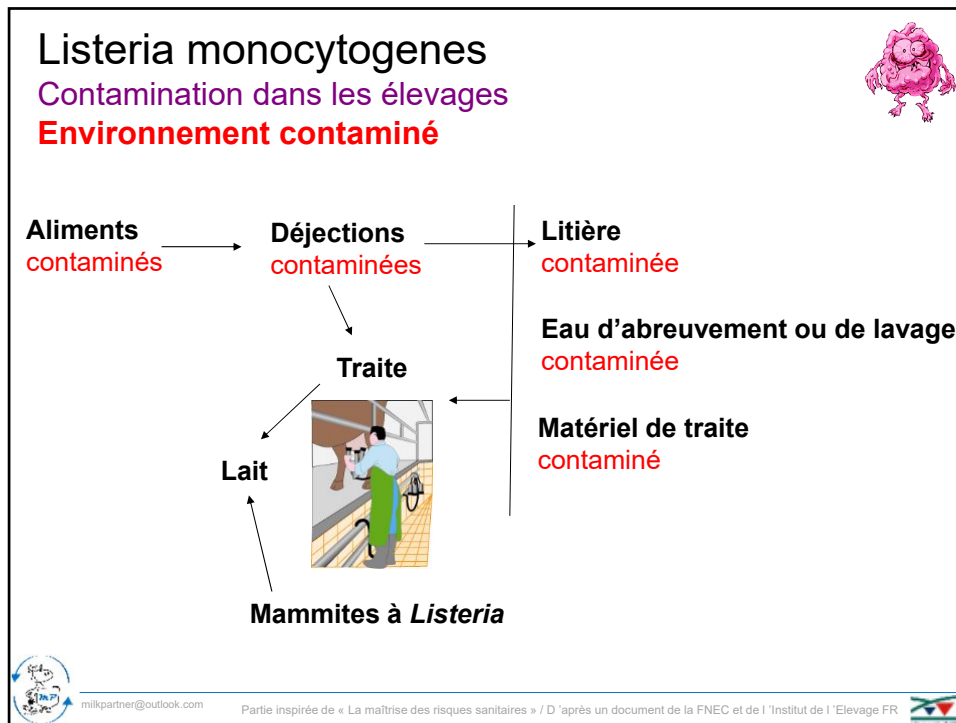 Listeria monocytogenes
Contamination dans les élevages
Environnement contaminé
Aliments
contaminés
Déjections
contaminées
Litière
contaminée
Eau d’abreuvement ou de lavage
contaminée
Traite
Matériel de traite
contaminé
Lait
Mammites à Listeria
MP
milkpartner@outlook.com
Partie inspirée de « La maîtrise des risques sanitaires » / D ’après un document de la FNEC et de l ’Institut de l ’Elevage FR